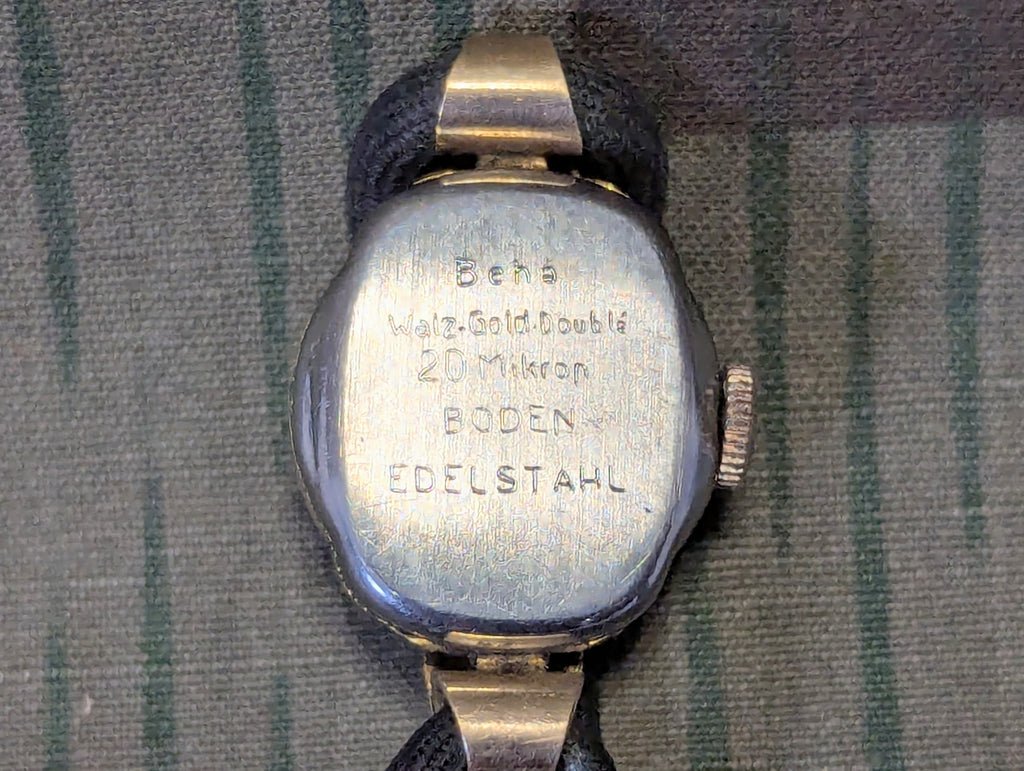 Beha
Walz-Gold-Doublé
20 Mikron
BODEN
EDELSTAHL